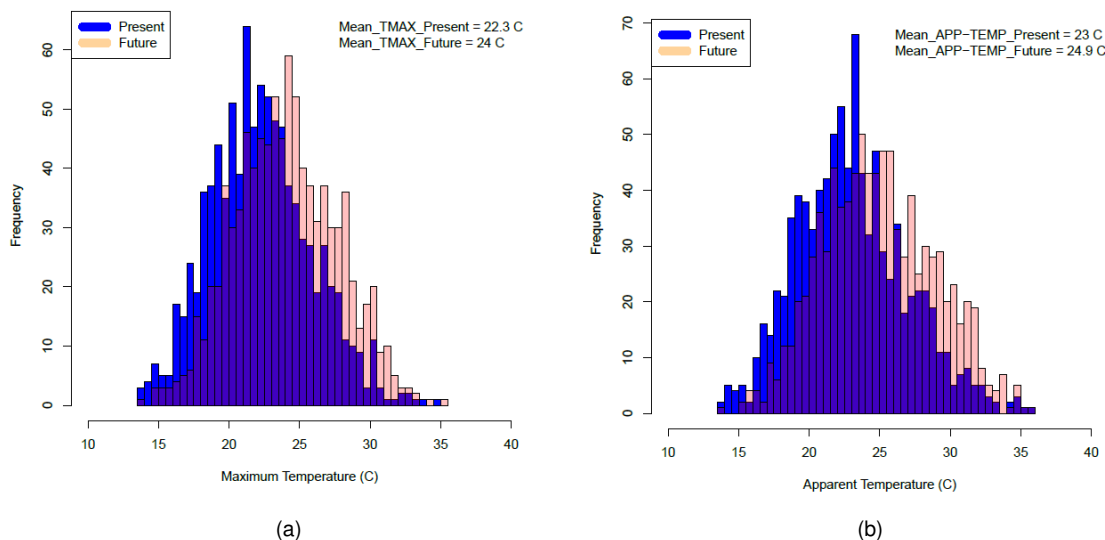 Present
Future
Mean_TMAX_Present = 22.3 C
Mean_TMAX_Future = 24 C
Frequency
0
10
20
30
40
50
60
10
15
20
25
30
35
40
Maximum Temperature (C)
(a)
Present
Future
Mean_APP−TEMP_Present = 23 C
Mean_APP−TEMP_Future = 24.9 C
Frequency
0
10
20
30
40
50
60
70
10
15
20
25
30
35
40
Apparent Temperature (C)
(b)